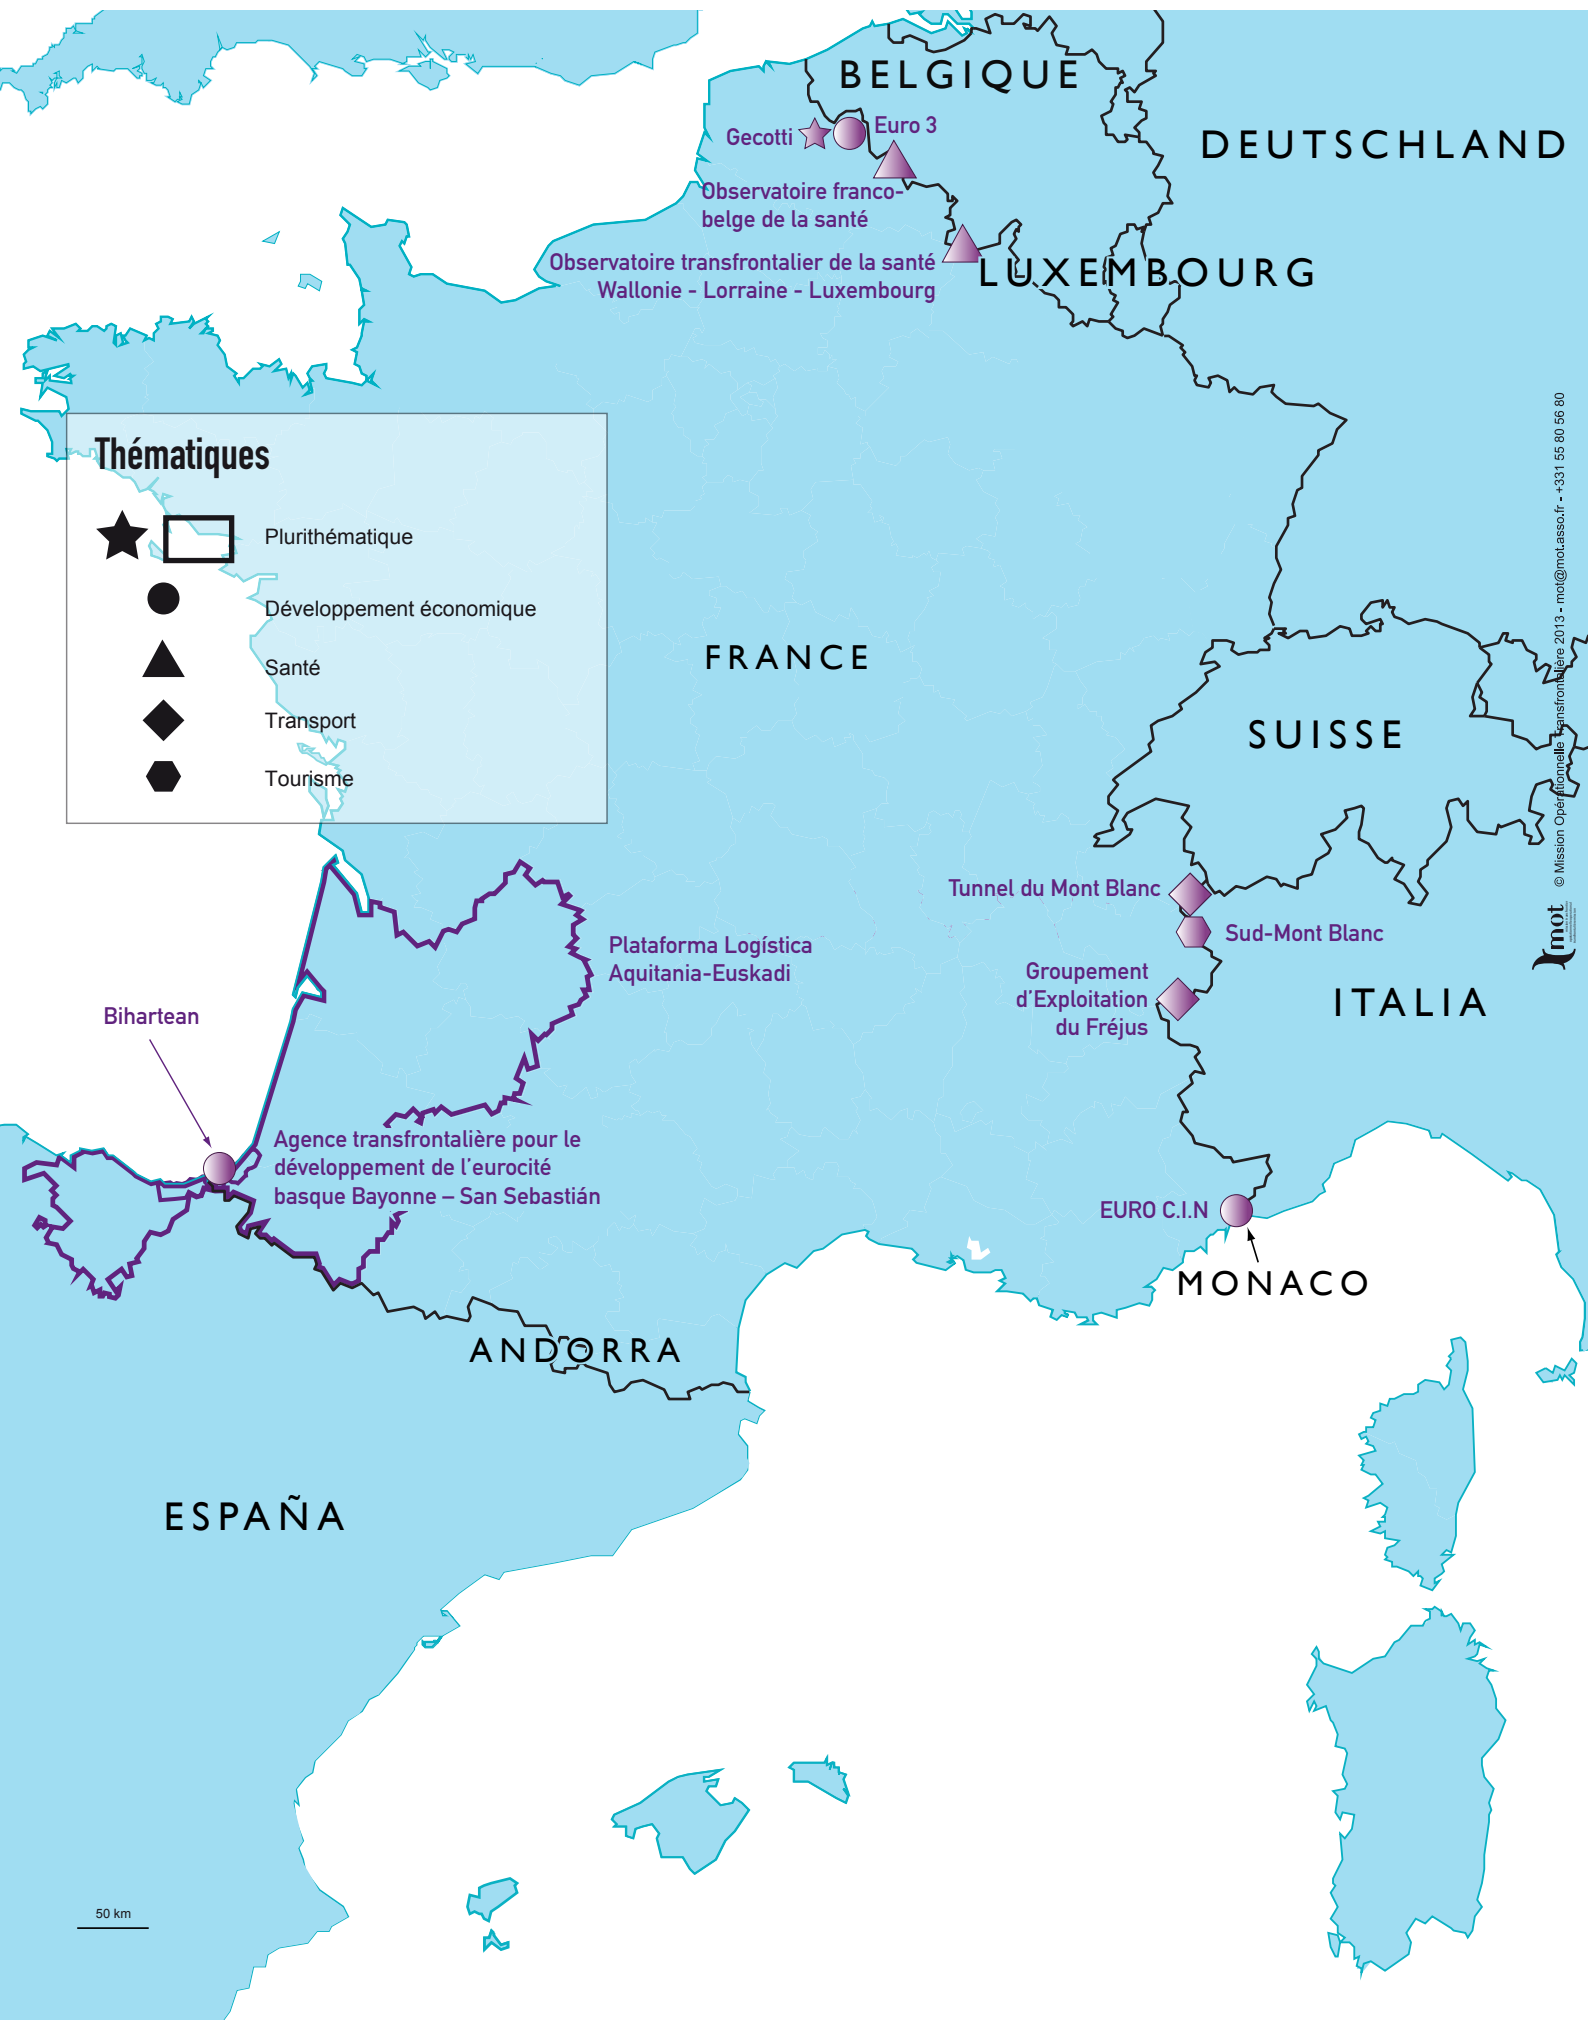 BELGIQUE
DEUTSCHLAND
Gecotti
Euro 3
Observatoire franco-
belge de la santé
Observatoire transfrontalier de la santé
Wallonie - Lorraine - Luxembourg
LUXEMBOURG
Thématiques
Plurithématique
Développement économique
Santé
Transport
Tourisme
FRANCE
SUISSE
Tunnel du Mont Blanc
Sud-Mont Blanc
Plataforma Logística
Aquitania-Euskadi
Groupement
d'Exploitation
du Fréjus
ITALIA
Bihartean
Agence transfrontalière pour le
développement de l'eurocité
basque Bayonne – San Sebastián
EURO C.I.N
MONACO
ANDORRA
ESPAÑA
50 km
mot
© Mission Opérationnelle Transfrontalière 2013 - mot@mot.asso.fr - +331 55 80 56 80